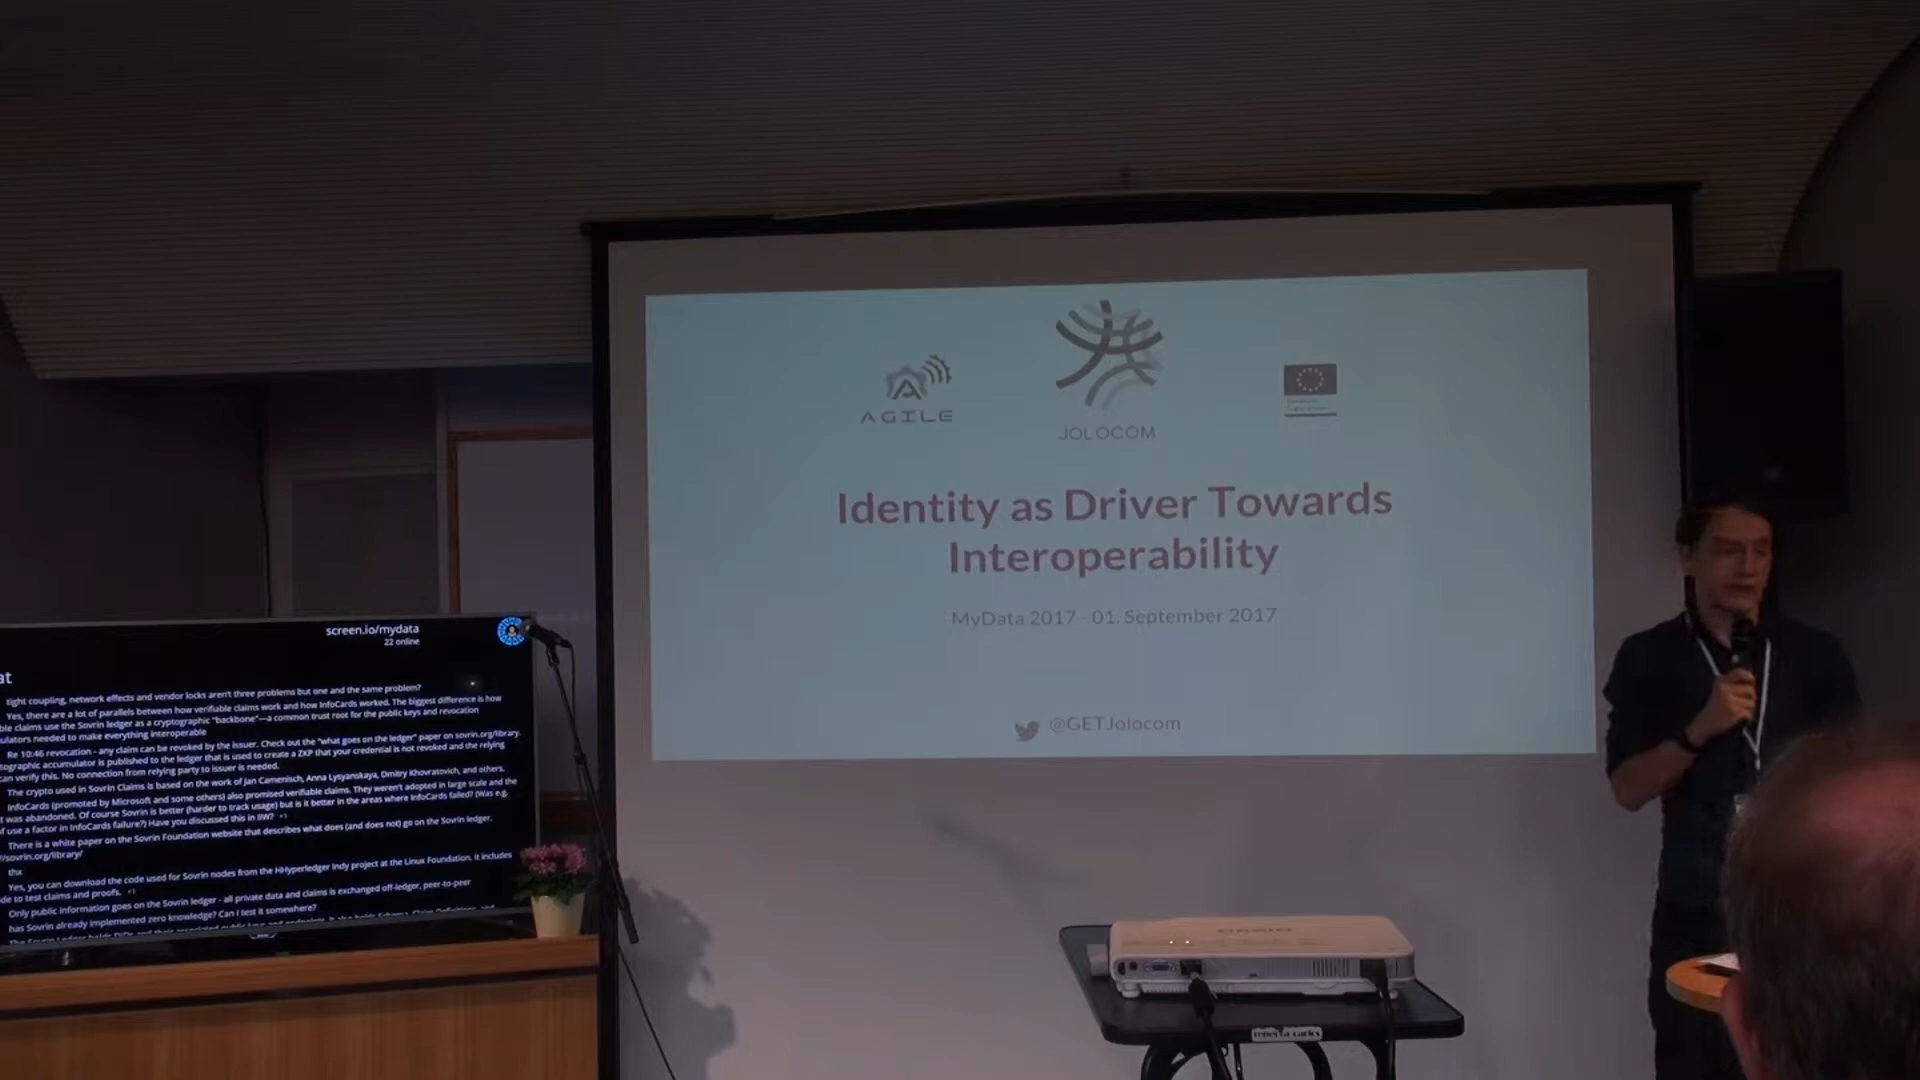 screen.io/mydata
22 online
at
tight coupling, network effects and vendor locks aren't three problems but one and the same problem?
Yes, there are a lot of parallels between how verifiable claims work and how InfoCards worked. The biggest difference is how
ble claims use the Sovrin ledger as a cryptographic "backbone"—a common trust root for the public keys and revocation
ulators needed to make everything interoperable
Re 10:46 revocation - any claim can be revoked by the issuer. Check out the "what goes on the ledger" paper on sovrin.org/library.
tographic accumulator is published to the ledger that is used to create a ZKP that your credential is not revoked and the relying
can verify this. No connection from relying party to issuer is needed.
The crypto used in Sovrin Claims is based on the work of Jan Camenisch, Anna Lysyanskaya, Dmitry Khovratovich, and others.
InfoCards (promoted by Microsoft and some others) also promised verifiable claims. They weren't adopted in large scale and the
t was abandoned. Of course Sovrin is better (harder to track usage) but is it better in the areas where InfoCards failed? (Was e.g.
of use a factor in InfoCards failure?) Have you discussed this in IIW? +1
There is a white paper on the Sovrin Foundation website that describes what does (and does not) go on the Sovrin ledger.
//sovrin.org/library/
thx
Yes, you can download the code used for Sovrin nodes from the HHyperledger Indy project at the Linux Foundation. It includes
de to test claims and proofs. +1
Only public information goes on the Sovrin ledger - all private data and claims is exchanged off-ledger, peer-to-peer
has Sovrin already implemented zero knowledge? Can I test it somewhere?
AGILE
JOLOCOM
Identity as Driver Towards
Interoperability
MyData 2017 - 01. September 2017
@GETJolocom
CASIO